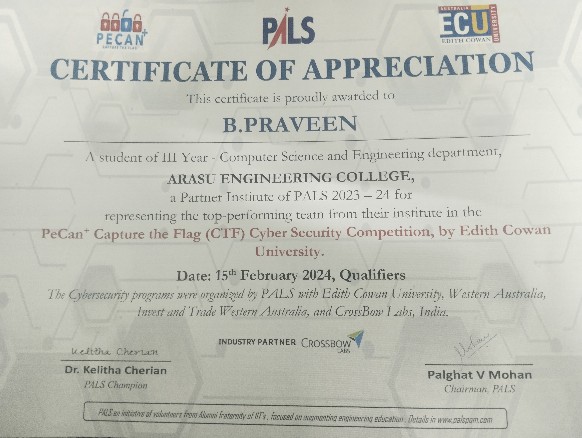 PECAN+
PALS
AUSTRALIA
ECU
EDITH COWAN
UNIVERSITY
CERTIFICATE OF APPRECIATION
This certificate is proudly awarded to
B.PRAVEEN
A student of III Year - Computer Science and Engineering department,
ARASU ENGINEERING COLLEGE,
a Partner Institute of PALS 2023 – 24 for
representing the top-performing team from their institute in the
PeCan+ Capture the Flag (CTF) Cyber Security Competition, by Edith Cowan
University.
Date: 15th February 2024, Qualifiers
The Cybersecurity programs were organized by PALS with Edith Cowan University, Western Australia,
Invest and Trade Western Australia, and CrossBow Labs, India.
INDUSTRY PARTNER CROSSBOW
LABS
Kelitha Cherian
Dr. Kelitha Cherian
PALS Champion
Palghat V Mohan
Chairman, PALS
PALS an initiative of volunteers from Alumni fraternity of IIT's , focused on augmenting engineering education . Details in www.palspgm.com